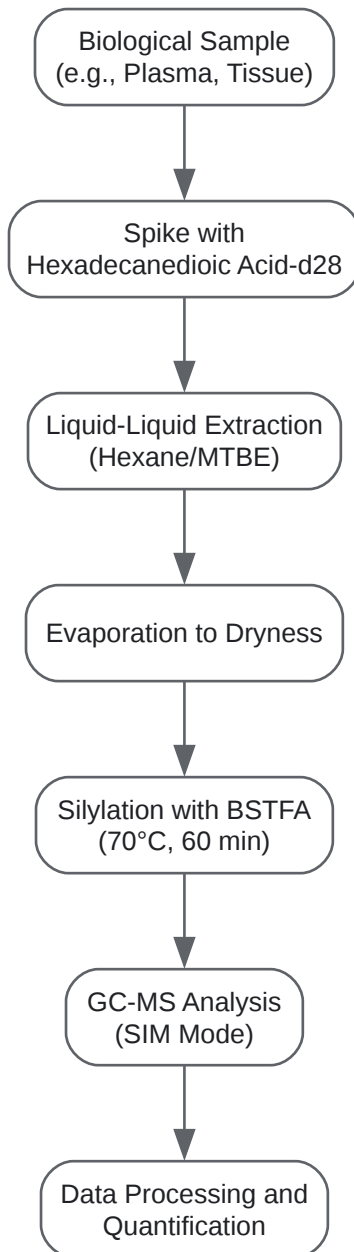 Biological Sample
(e.g., Plasma, Tissue)
Spike with
Hexadecanedioic Acid-d28
Liquid-Liquid Extraction
(Hexane/MTBE)
Evaporation to Dryness
Silylation with BSTFA
(70°C, 60 min)
GC-MS Analysis
(SIM Mode)
Data Processing and
Quantification